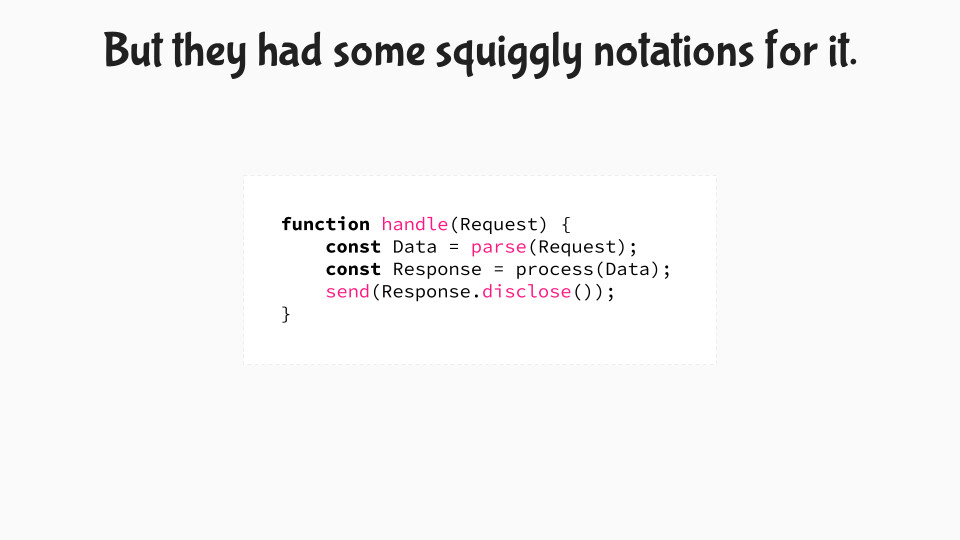 But they had some squiggly notations for it.
function handle(Request) {
    const Data = parse(Request);
    const Response = process(Data);
    send(Response.disclose());
}